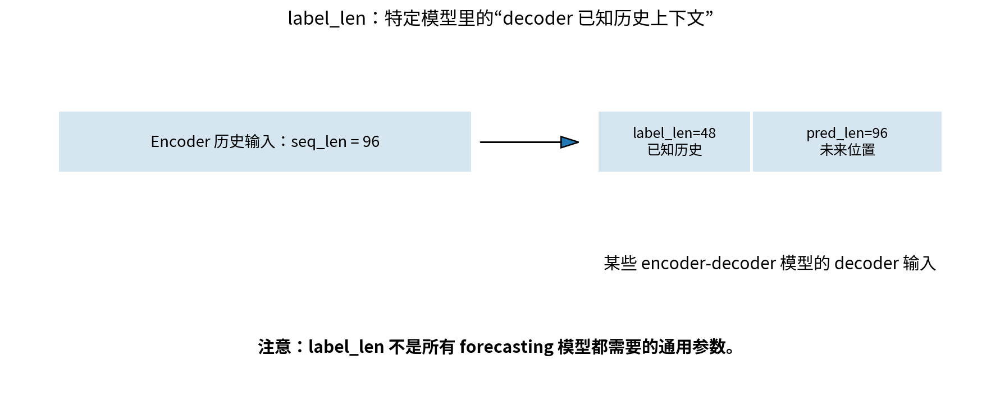 label_len：特定模型里的“decoder 已知历史上下文”
Encoder 历史输入：seq_len = 96
label_len=48
已知历史
pred_len=96
未来位置
某些 encoder-decoder 模型的 decoder 输入
注意：label_len 不是所有 forecasting 模型都需要的通用参数。